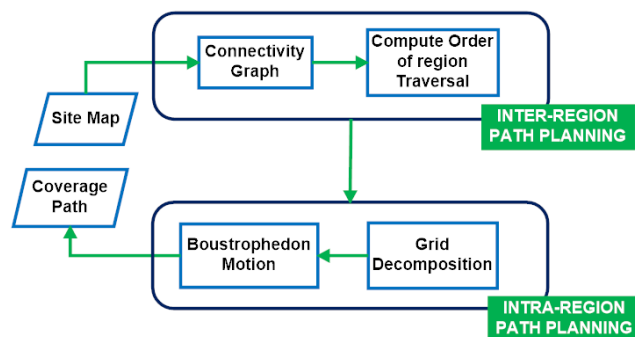 Connectivity
Graph
Compute Order
of region
Traversal
Site Map
INTER-REGION
PATH PLANNING
Coverage
Path
Boustrophedon
Motion
Grid
Decomposition
INTRA-REGION
PATH PLANNING